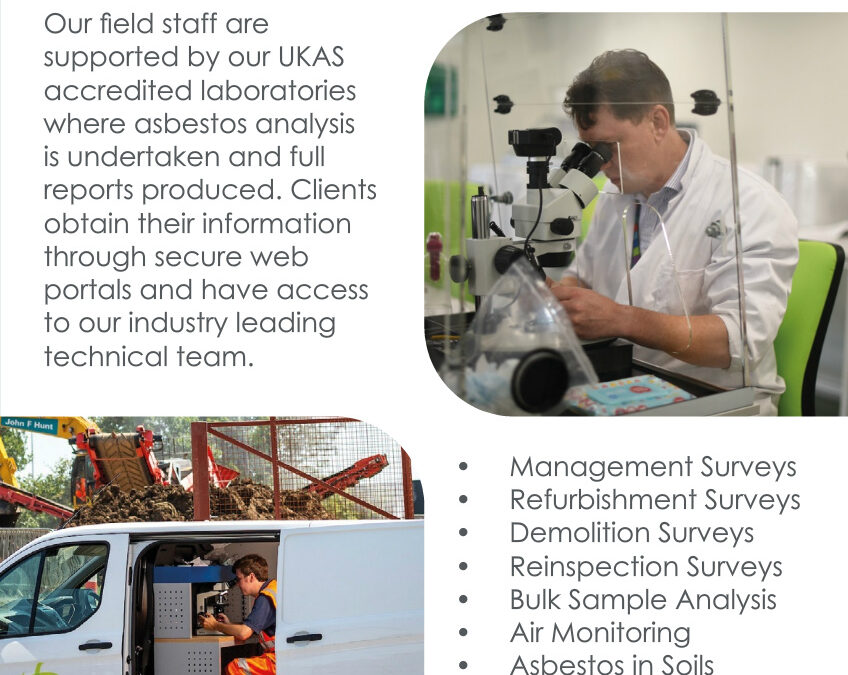 Our field staff are
supported by our UKAS
accredited laboratories
where asbestos analysis
is undertaken and full
reports produced. Clients
obtain their information
through secure web
portals and have access
to our industry leading
technical team.
John F Hunt
• Management Surveys
• Refurbishment Surveys
• Demolition Surveys
• Reinspection Surveys
• Bulk Sample Analysis
• Air Monitoring
• Asbestos in Soils